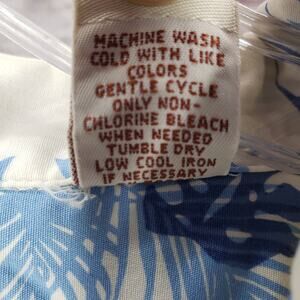 MACHINE WASH
COLD WITH LIKE
COLORS
GENTLE CYCLE
ONLY NON-
CHLORINE BLEACH
WHEN NEEDED
TUMBLE DRY
LOW COOL IRON
IF NECESSARY